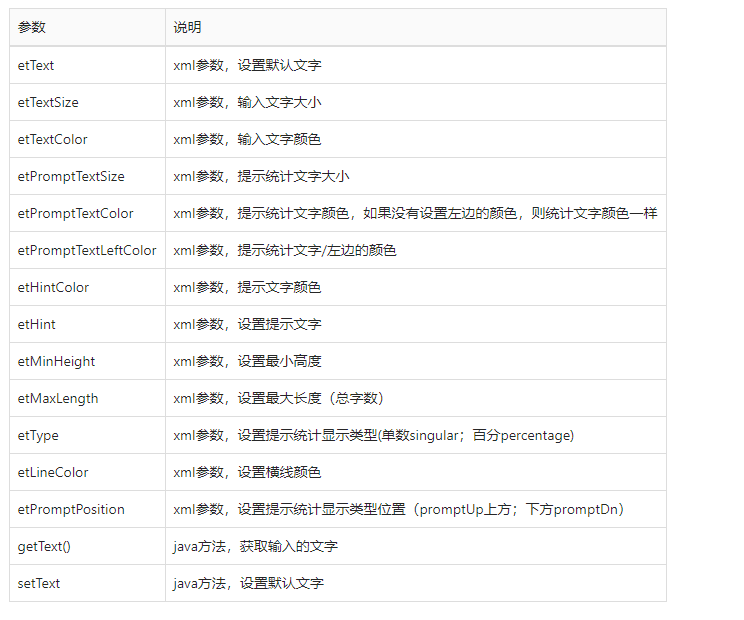 参数 说明
etText xml参数，设置默认文字
etTextSize xml参数，输入文字大小
etTextColor xml参数，输入文字颜色
etPromptTextSize xml参数，提示统计文字大小
etPromptTextColor xml参数，提示统计文字颜色，如果没有设置左边的颜色，则统计文字颜色一样
etPromptTextLeftColor xml参数，提示统计文字/左边的颜色
etHintColor xml参数，提示文字颜色
etHint xml参数，设置提示文字
etMinHeight xml参数，设置最小高度
etMaxLength xml参数，设置最大长度（总字数）
etType xml参数，设置提示统计显示类型(单数singular；百分percentage)
etLineColor xml参数，设置横线颜色
etPromptPosition xml参数，设置提示统计显示类型位置（promptUp上方；下方promptDn）
getText() java方法，获取输入的文字
setText java方法，设置默认文字